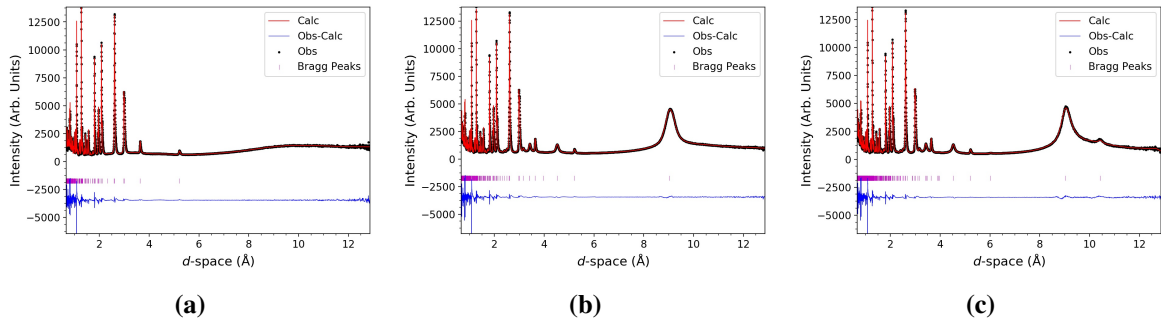 12500
10000
7500
5000
2500
0
−2500
−5000
Intensity (Arb. Units)
2 4 6 8 10 12
d-space (Å)
Calc
Obs-Calc
Obs
Bragg Peaks
(a)
12500
10000
7500
5000
2500
0
−2500
−5000
Intensity (Arb. Units)
2 4 6 8 10 12
d-space (Å)
Calc
Obs-Calc
Obs
Bragg Peaks
(b)
12500
10000
7500
5000
2500
0
−2500
−5000
Intensity (Arb. Units)
2 4 6 8 10 12
d-space (Å)
Calc
Obs-Calc
Obs
Bragg Peaks
(c)